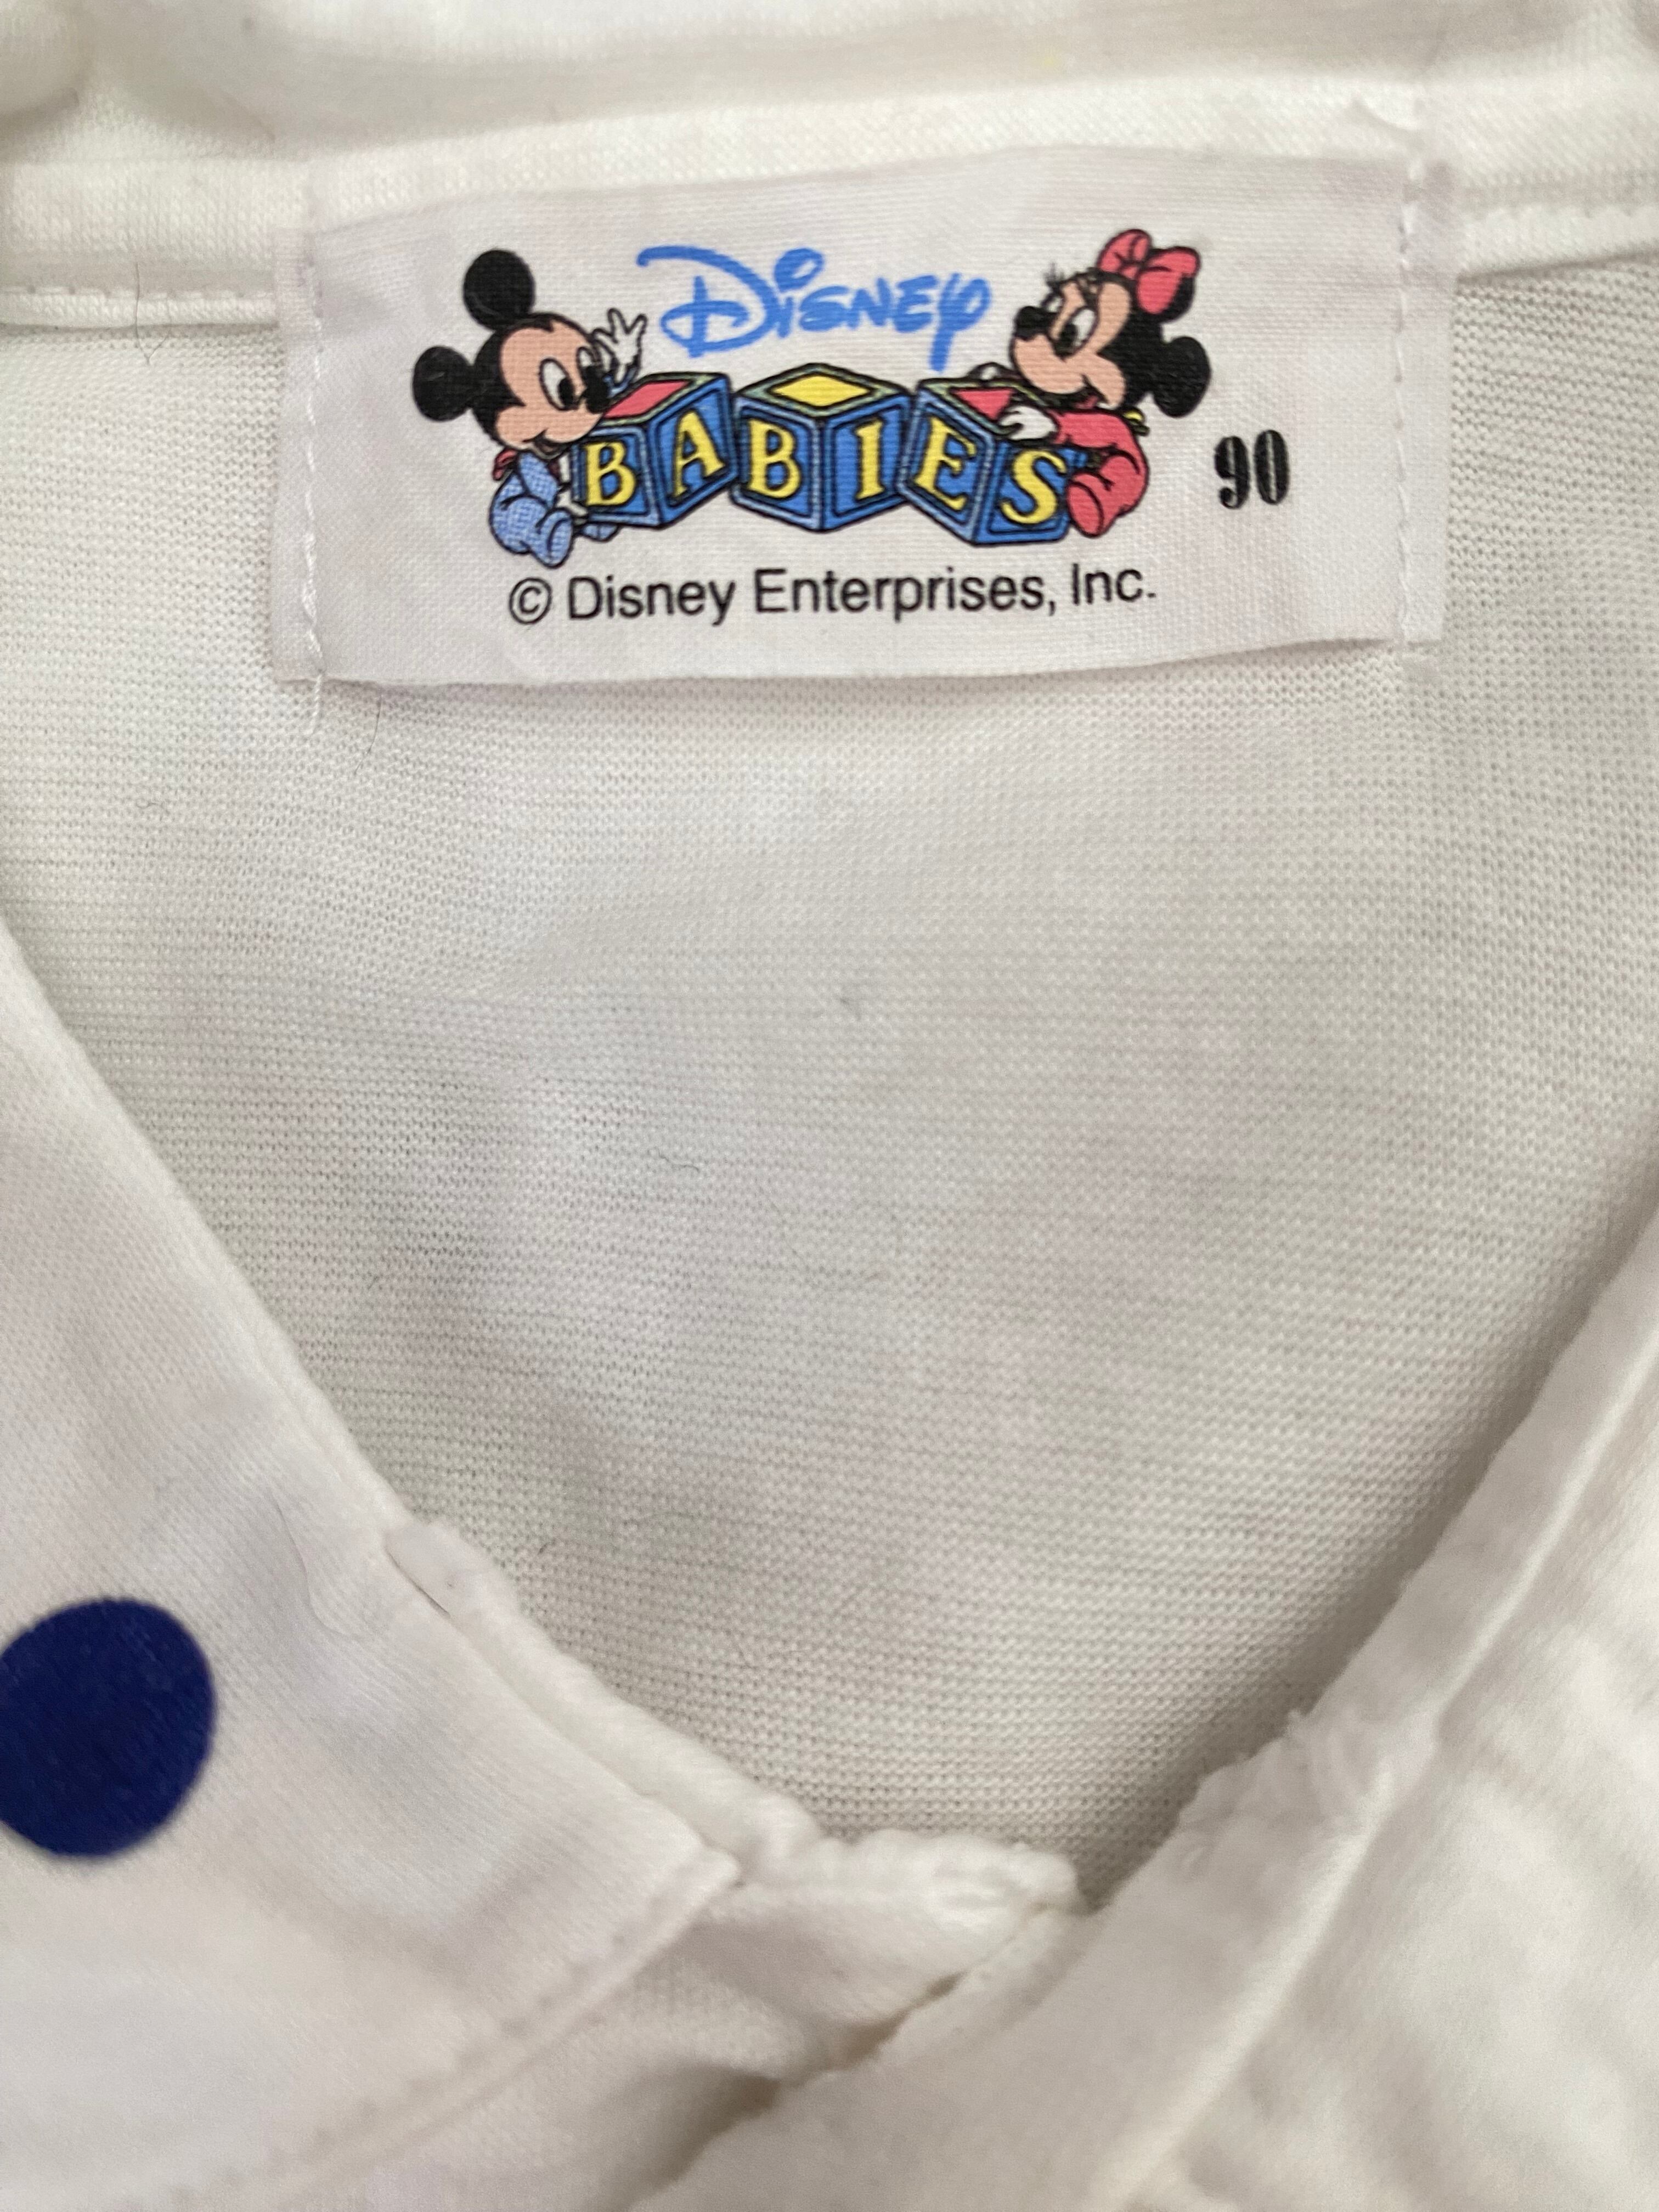 Disney
BABIES
90
© Disney Enterprises, Inc.